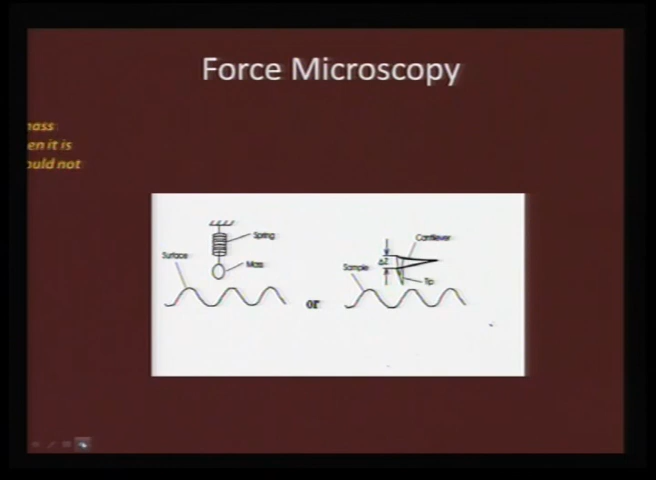 Force Microscopy
mass
en it is
ould not
Spring
Surface
Mass
or
Cantilever
ΔZ
Sample
Tip